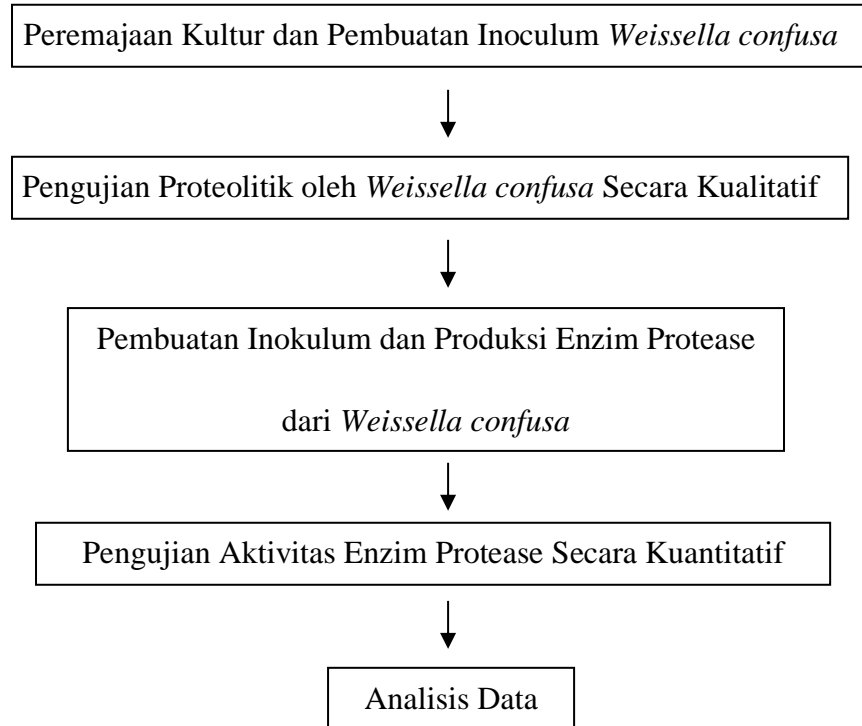 Peremajaan Kultur dan Pembuatan Inoculum Weissella confusa
Pengujian Proteolitik oleh Weissella confusa Secara Kualitatif
Pembuatan Inokulum dan Produksi Enzim Protease
dari Weissella confusa
Pengujian Aktivitas Enzim Protease Secara Kuantitatif
Analisis Data